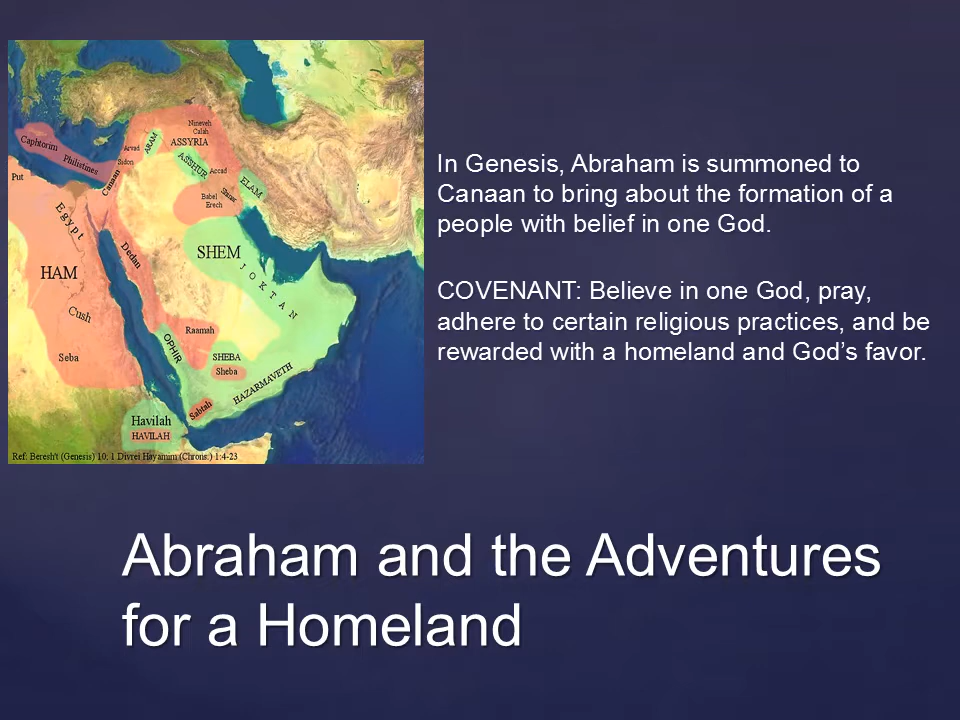 In Genesis, Abraham is summoned to
Canaan to bring about the formation of a
people with belief in one God.
COVENANT: Believe in one God, pray,
adhere to certain religious practices, and be
rewarded with a homeland and God’s favor.
Nineveh
Calah
ASSYRIA
ARAM
Caphtorim
Philistines
Arvad
Sidon
Canaan
ASSHUR
Accad
ELAM
Shinar
Babel
Erech
Put
Egypt
Dedan
SHEM
JOKTAN
HAM
Cush
Seba
Raamah
OPHIR
SHEBA
Sheba
HAZARMAVETH
Sabtah
Havilah
HAVILAH
Ref: Beresh't (Genesis) 10; 1 Divrei Hayamim (Chrons.) 1:4-23
Abraham and the Adventures
for a Homeland